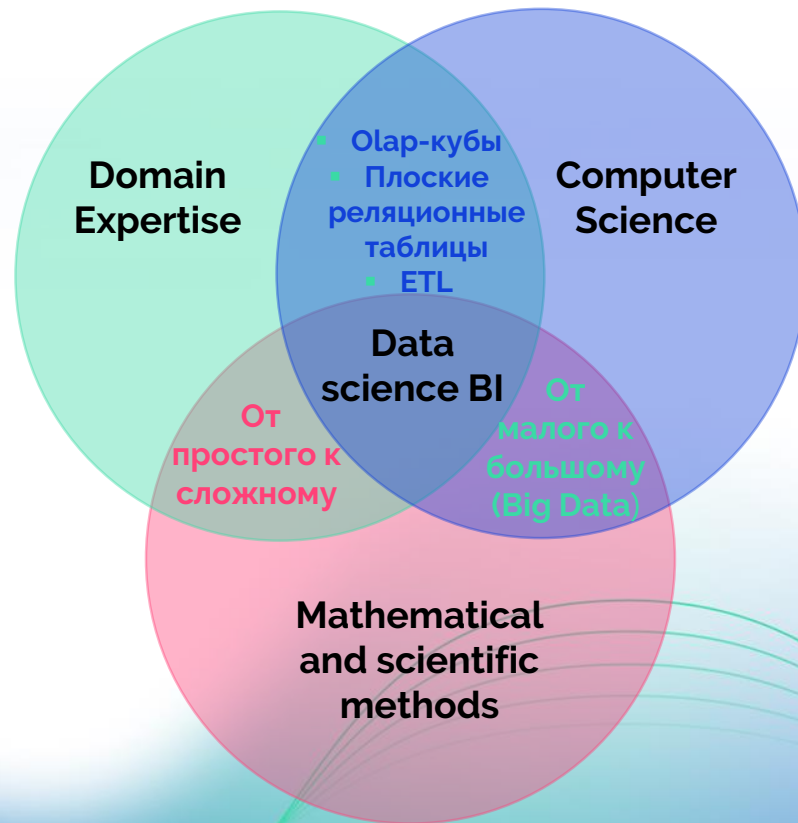 Domain
Expertise
Olap-кубы
Плоские
реляционные
таблицы
ETL
Computer
Science
Data
science BI
От
простого к
сложному
От
малого к
большому
(Big Data)
Mathematical
and scientific
methods